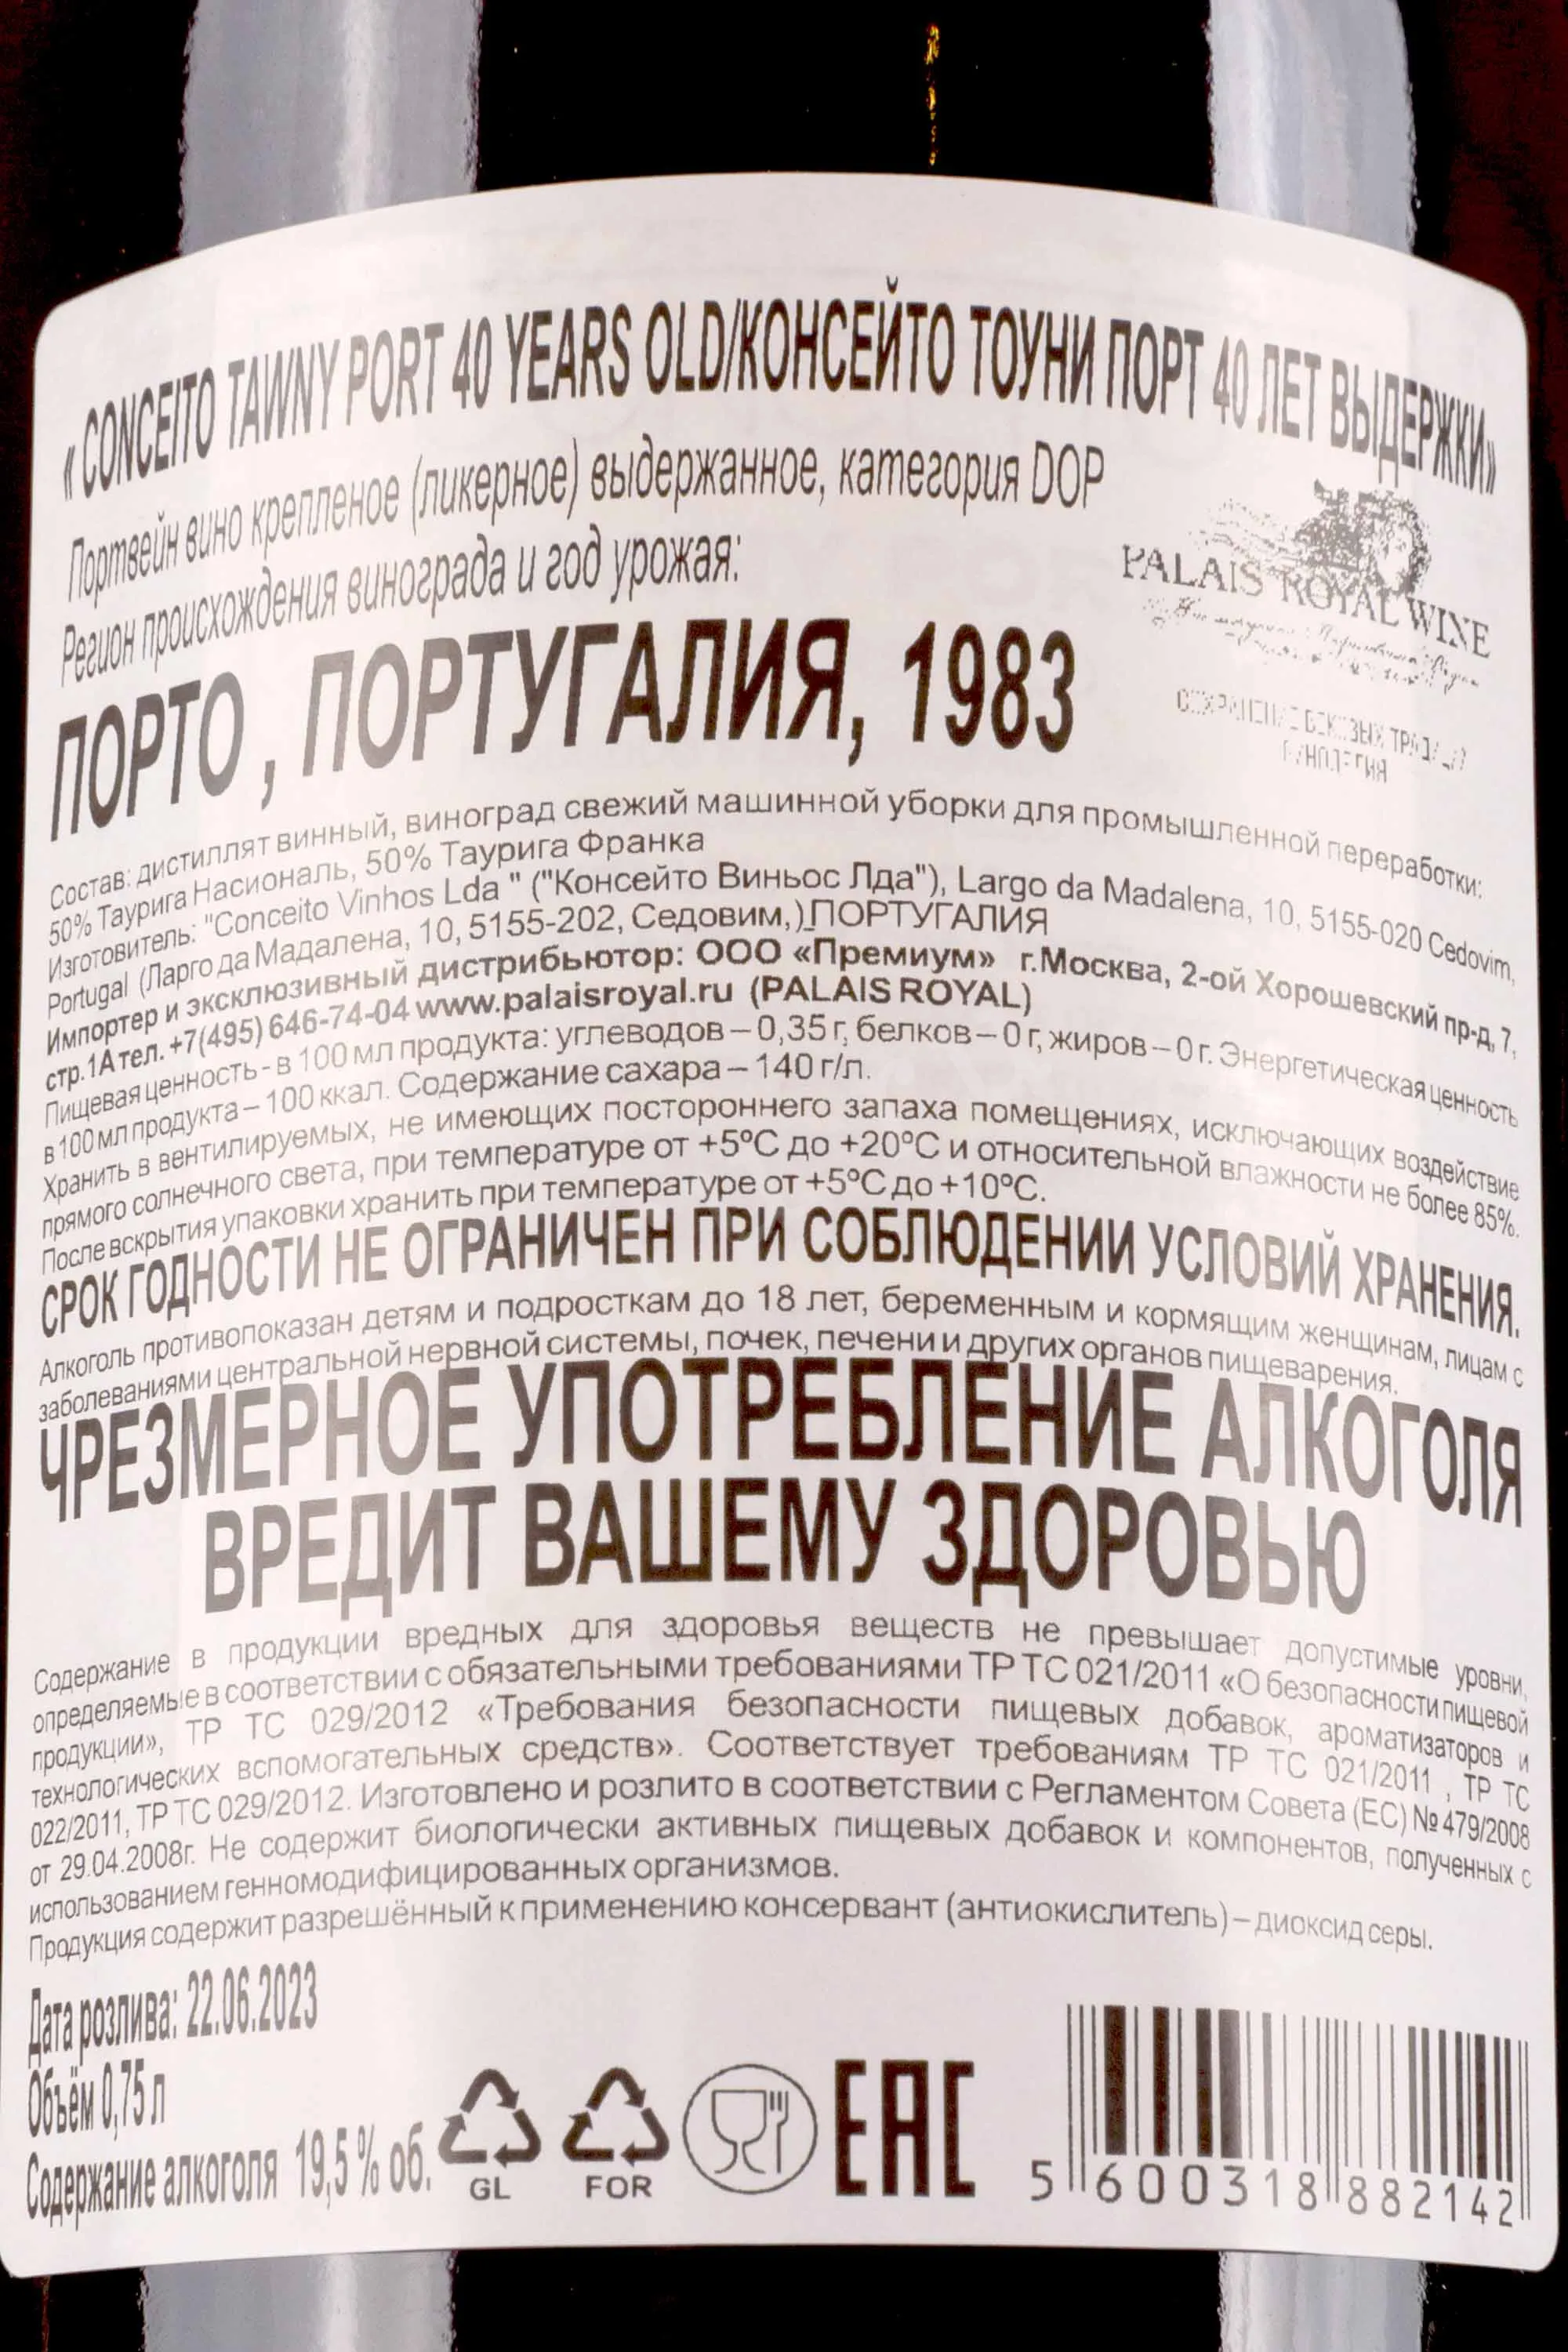 « CONCEITO TAWNY PORT 40 YEARS OLD/КОНСЕЙТО ТОУНИ ПОРТ 40 ЛЕТ ВЫДЕРЖКИ»
Портвейн вино крепленое (ликерное) выдержанное, категория DOP
Регион происхождения винограда и год урожая:
PALAIS ROYAL WINE
ПОРТО , ПОРТУГАЛИЯ, 1983
Состав: дистиллят винный, виноград свежий машинной уборки для промышленной переработки:
50% Таурига Насиональ, 50% Таурига Франка
Изготовитель: "Conceito Vinhos Lda " ("Консейто Виньос Лда"), Largo da Madalena, 10, 5155-020 Cedovim,
Portugal (Ларго да Мадалена, 10, 5155-202, Седовим,) ПОРТУГАЛИЯ
Импортер и эксклюзивный дистрибьютор: ООО «Премиум» г.Москва, 2-ой Хорошевский пр-д, 7,
стр.1А тел. +7(495) 646-74-04 www.palaisroyal.ru (PALAIS ROYAL)
Пищевая ценность - в 100 мл продукта: углеводов – 0,35 г, белков – 0 г, жиров – 0 г. Энергетическая ценность
в 100 мл продукта – 100 ккал. Содержание сахара – 140 г/л.
Хранить в вентилируемых, не имеющих постороннего запаха помещениях, исключающих воздействие
прямого солнечного света, при температуре от +5ºС до +20ºС и относительной влажности не более 85%.
После вскрытия упаковки хранить при температуре от +5ºС до +10ºС.
СРОК ГОДНОСТИ НЕ ОГРАНИЧЕН ПРИ СОБЛЮДЕНИИ УСЛОВИЙ ХРАНЕНИЯ.
Алкоголь противопоказан детям и подросткам до 18 лет, беременным и кормящим женщинам, лицам с
заболеваниями центральной нервной системы, почек, печени и других органов пищеварения.
ЧРЕЗМЕРНОЕ УПОТРЕБЛЕНИЕ АЛКОГОЛЯ
ВРЕДИТ ВАШЕМУ ЗДОРОВЬЮ
Содержание в продукции вредных для здоровья веществ не превышает допустимые уровни,
определяемые в соответствии с обязательными требованиями ТР ТС 021/2011 «О безопасности пищевой
продукции», ТР ТС 029/2012 «Требования безопасности пищевых добавок, ароматизаторов и
технологических вспомогательных средств». Соответствует требованиям ТР ТС 021/2011 , ТР ТС
022/2011, ТР ТС 029/2012. Изготовлено и розлито в соответствии с Регламентом Совета (ЕС) № 479/2008
от 29.04.2008г. Не содержит биологически активных пищевых добавок и компонентов, полученных с
использованием генномодифицированных организмов.
Продукция содержит разрешённый к применению консервант (антиокислитель) – диоксид серы.
Дата розлива: 22.06.2023
Объём 0,75 л
Содержание алкоголя 19,5 % об.
GL
FOR
EAC
5 600318 882142